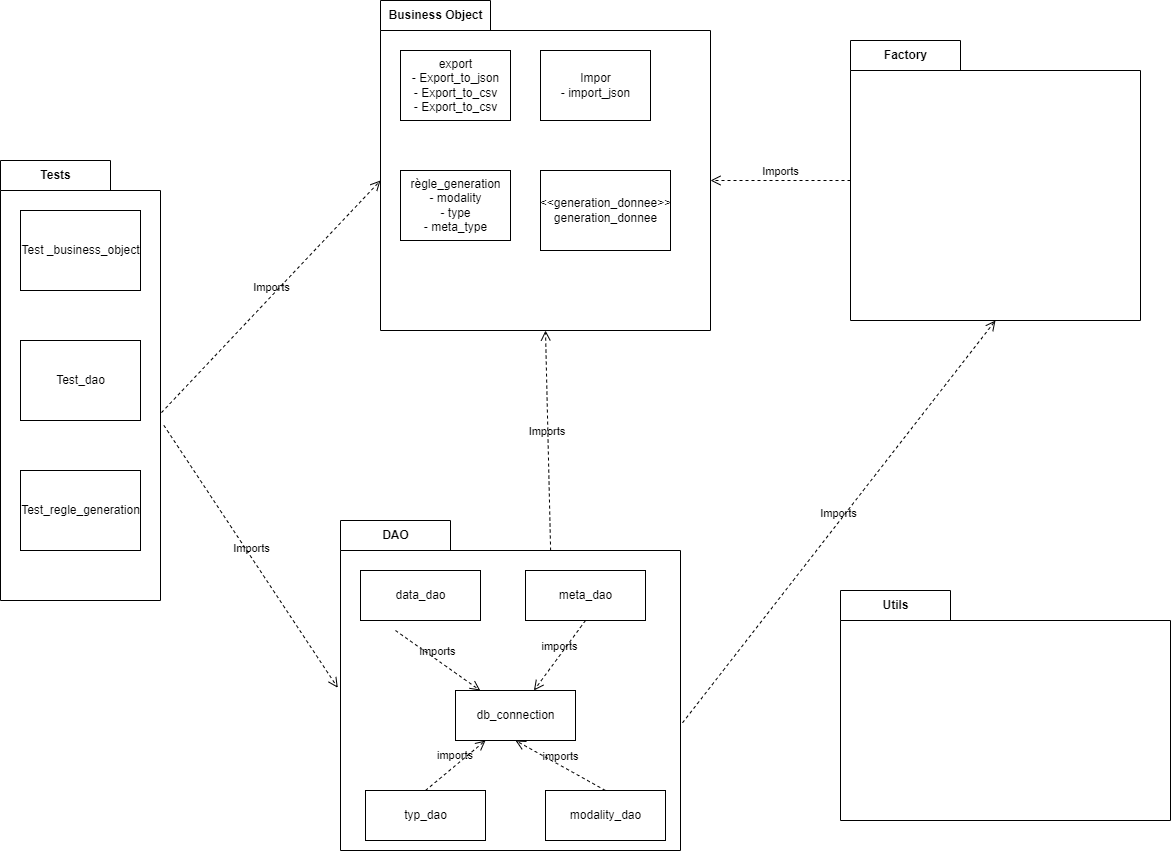 Business Object
export
- Export_to_json
- Export_to_csv
- Export_to_csv
Impor
- import_json
règle_generation
- modality
- type
- meta_type
<<generation_donnee>>
generation_donnee
Factory
Imports
Tests
Test _business_object
Test_dao
Test_regle_generation
Imports
Imports
Imports
Imports
DAO
data_dao
meta_dao
Imports
imports
db_connection
imports
imports
typ_dao
modality_dao
Utils